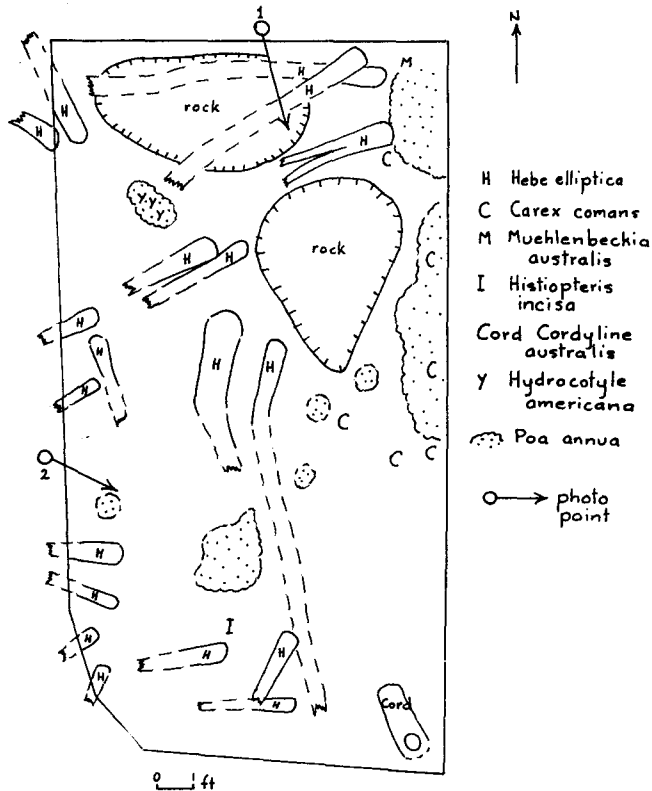 1
N
H
M
H
rock
H
H
H
C
Y Y Y
rock
C
H
H
H
H
H
H
H
C
C
C
C
2
H
H
I
H
H
H
H
H
Cord
0 1 ft
H Hebe elliptica
C Carex comans
M Muehlenbeckia
australis
I Histiopteris
incisa
Cord Cordyline
australis
Y Hydrocotyle
americana
Poa annua
photo
point